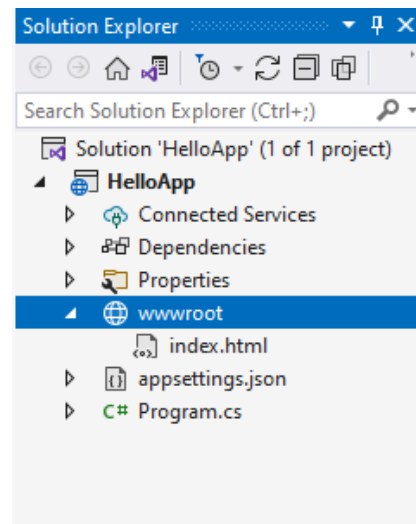 Solution Explorer
Search Solution Explorer (Ctrl+;)
Solution 'HelloApp' (1 of 1 project)
HelloApp
Connected Services
Dependencies
Properties
wwwroot
index.html
appsettings.json
C# Program.cs